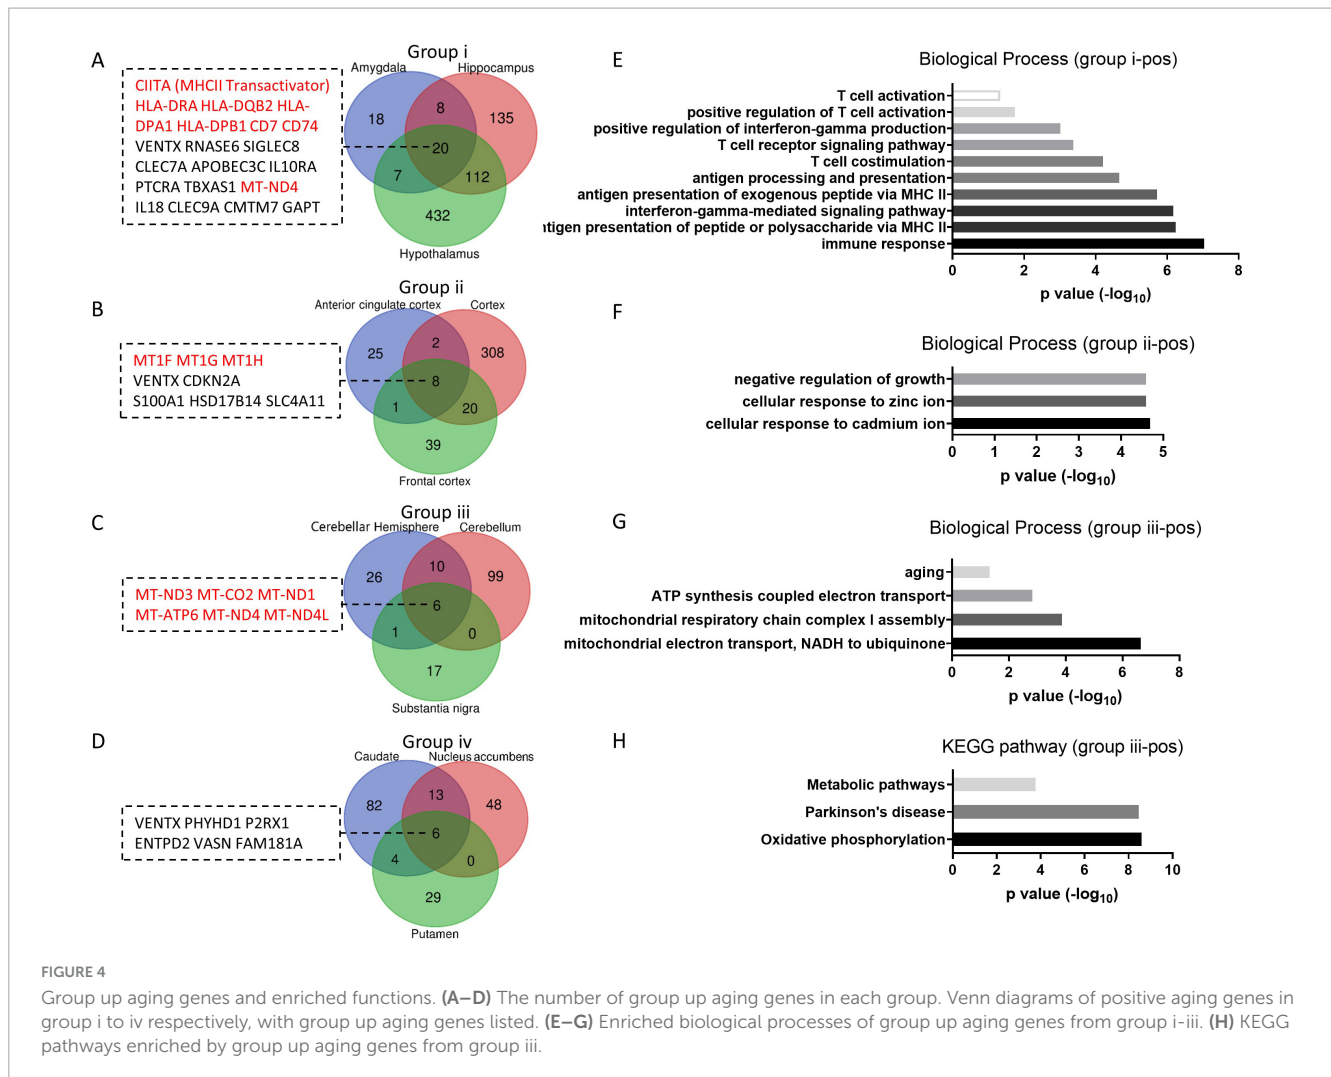 A
Group i
Amygdala
Hippocampus
CIITA (MHCII Transactivator)
HLA-DRA HLA-DQB2 HLA-
DPA1 HLA-DPB1 CD7 CD74
VENTX RNASE6 SIGLEC8
CLEC7A APOBEC3C IL10RA
PTCRA TBXAS1 MT-ND4
IL18 CLEC9A CMTM7 GAPT
18
8
135
20
7
112
432
Hypothalamus
E
Biological Process (group i-pos)
T cell activation
positive regulation of T cell activation
positive regulation of interferon-gamma production
T cell receptor signaling pathway
T cell costimulation
antigen processing and presentation
antigen presentation of exogenous peptide via MHC II
interferon-gamma-mediated signaling pathway
ntigen presentation of peptide or polysaccharide via MHC II
immune response
0 2 4 6 8
p value (-log10)
B
Group ii
Anterior cingulate cortex
Cortex
MT1F MT1G MT1H
VENTX CDKN2A
S100A1 HSD17B14 SLC4A11
25
2
308
8
1
20
39
Frontal cortex
F
Biological Process (group ii-pos)
negative regulation of growth
cellular response to zinc ion
cellular response to cadmium ion
0 1 2 3 4 5
p value (-log10)
C
Group iii
Cerebellar Hemisphere
Cerebellum
MT-ND3 MT-CO2 MT-ND1
MT-ATP6 MT-ND4 MT-ND4L
26
10
99
6
1
0
17
Substantia nigra
G
Biological Process (group iii-pos)
aging
ATP synthesis coupled electron transport
mitochondrial respiratory chain complex I assembly
mitochondrial electron transport, NADH to ubiquinone
0 2 4 6 8
p value (-log10)
D
Group iv
Caudate
Nucleus accumbens
VENTX PHYHD1 P2RX1
ENTPD2 VASN FAM181A
82
13
48
6
4
0
29
Putamen
H
KEGG pathway (group iii-pos)
Metabolic pathways
Parkinson's disease
Oxidative phosphorylation
0 2 4 6 8 10
p value (-log10)
FIGURE 4
Group up aging genes and enriched functions. (A–D) The number of group up aging genes in each group. Venn diagrams of positive aging genes in
group i to iv respectively, with group up aging genes listed. (E–G) Enriched biological processes of group up aging genes from group i-iii. (H) KEGG
pathways enriched by group up aging genes from group iii.